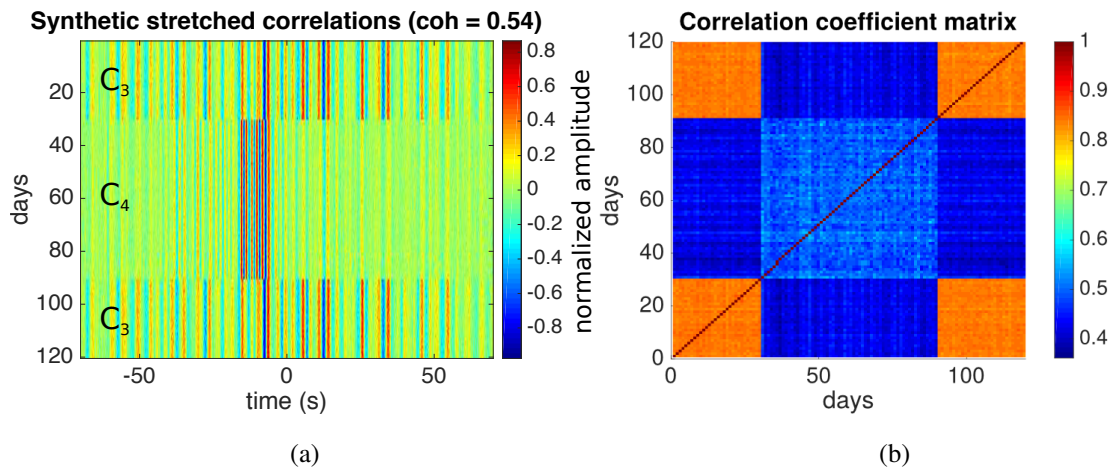 Synthetic stretched correlations (coh = 0.54)
C3
C4
C3
20
40
60
80
100
120
days
-50
0
50
time (s)
0.8
0.6
0.4
0.2
0
-0.2
-0.4
-0.6
-0.8
normalized amplitude
(a)
Correlation coefficient matrix
120
100
80
60
40
20
0
days
0
50
100
days
1
0.9
0.8
0.7
0.6
0.5
0.4
(b)